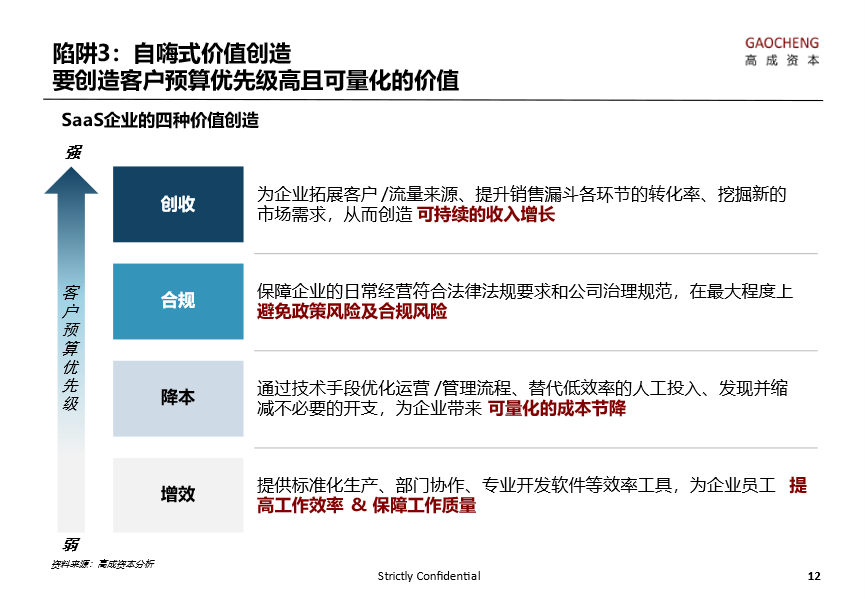 陷阱3：自嗨式价值创造
要创造客户预算优先级高且可量化的价值
GAOCHENG
高成资本
SaaS企业的四种价值创造
强
客户预算优先级
弱
创收
为企业拓展客户/流量来源、提升销售漏斗各环节的转化率、挖掘新的
市场需求，从而创造可持续的收入增长
合规
保障企业的日常经营符合法律法规要求和公司治理规范，在最大程度上
避免政策风险及合规风险
降本
通过技术手段优化运营/管理流程、替代低效率的人工投入、发现并缩
减不必要的开支，为企业带来可量化的成本节降
增效
提供标准化生产、部门协作、专业开发软件等效率工具，为企业员工 提
高工作效率 & 保障工作质量
资料来源：高成资本分析
Strictly Confidential
12